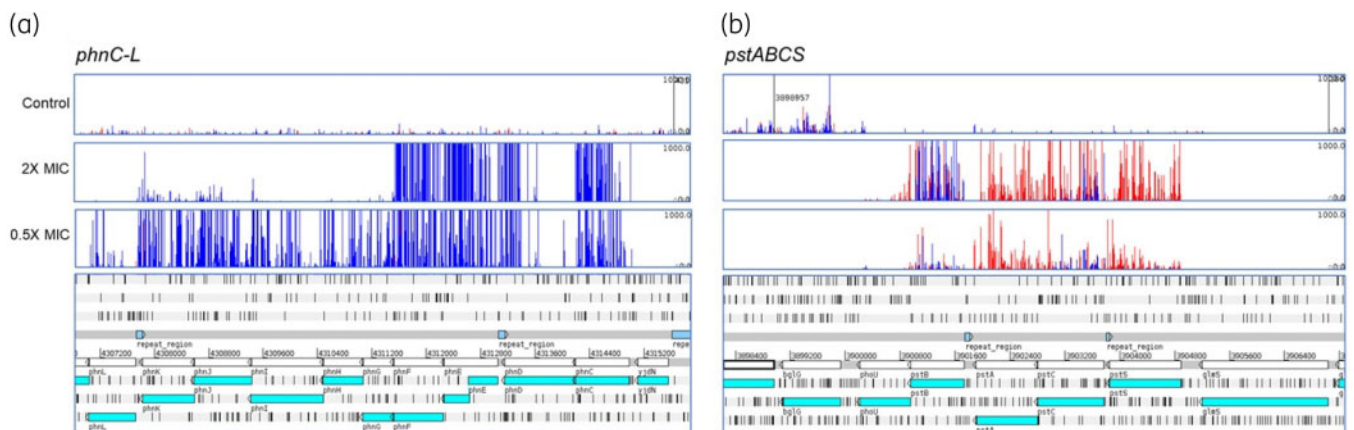 (a)
phnC-L
Control
2X MIC
0.5X MIC
1000.0
1000.0
repeat_region
repeat_region
repe
4307200
4308000
4308800
4309900
4310400
4311200
4312000
4312800
4313600
4314400
4315200
phnL
phnK
phnJ
phnI
phnH
phnG
phnF
phnE
phnD
phnC
yjdN
phnJ
phnH
phnE
phnD
phnC
yjdN
phnK
phnI
phnE
phnL
phnG
phnF
(b)
pstABCS
3898957
1000.0
1000.0
repeat_region
repeat_region
3898400
3899200
3900000
3900800
3901600
3902400
3903200
3904000
3904800
3905600
3906400
bglG
phoU
pstB
pstA
pstC
pstS
glmS
g
pstB
pstS
bglG
phoU
pstC
glmS
pstA